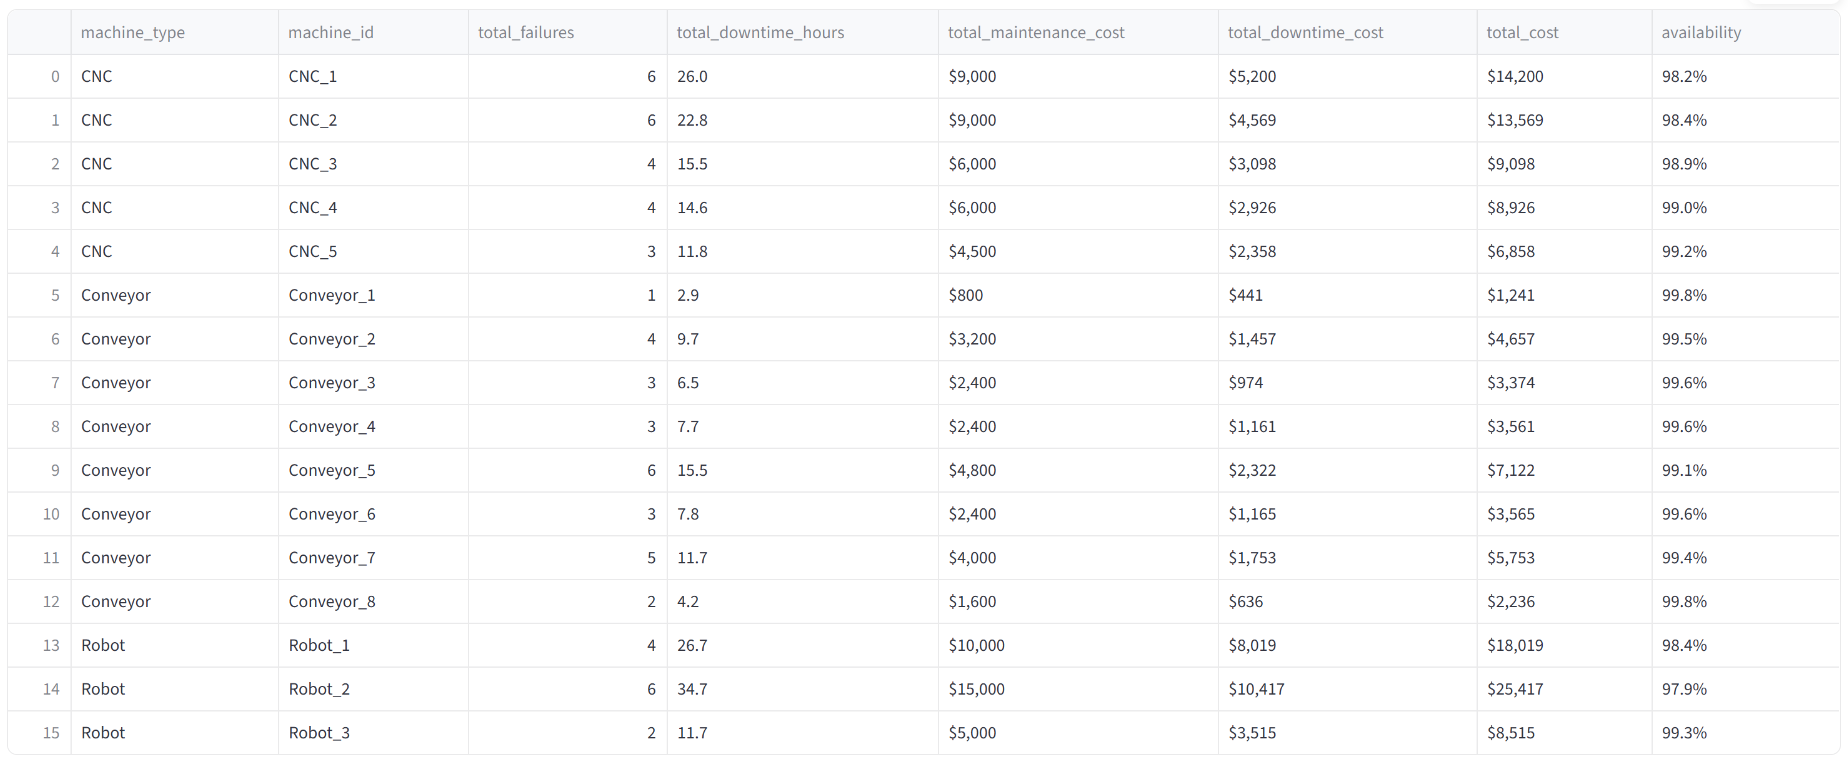 machine_type machine_id total_failures total_downtime_hours total_maintenance_cost total_downtime_cost total_cost availability
0 CNC CNC_1 6 26.0 $9,000 $5,200 $14,200 98.2%
1 CNC CNC_2 6 22.8 $9,000 $4,569 $13,569 98.4%
2 CNC CNC_3 4 15.5 $6,000 $3,098 $9,098 98.9%
3 CNC CNC_4 4 14.6 $6,000 $2,926 $8,926 99.0%
4 CNC CNC_5 3 11.8 $4,500 $2,358 $6,858 99.2%
5 Conveyor Conveyor_1 1 2.9 $800 $441 $1,241 99.8%
6 Conveyor Conveyor_2 4 9.7 $3,200 $1,457 $4,657 99.5%
7 Conveyor Conveyor_3 3 6.5 $2,400 $974 $3,374 99.6%
8 Conveyor Conveyor_4 3 7.7 $2,400 $1,161 $3,561 99.6%
9 Conveyor Conveyor_5 6 15.5 $4,800 $2,322 $7,122 99.1%
10 Conveyor Conveyor_6 3 7.8 $2,400 $1,165 $3,565 99.6%
11 Conveyor Conveyor_7 5 11.7 $4,000 $1,753 $5,753 99.4%
12 Conveyor Conveyor_8 2 4.2 $1,600 $636 $2,236 99.8%
13 Robot Robot_1 4 26.7 $10,000 $8,019 $18,019 98.4%
14 Robot Robot_2 6 34.7 $15,000 $10,417 $25,417 97.9%
15 Robot Robot_3 2 11.7 $5,000 $3,515 $8,515 99.3%